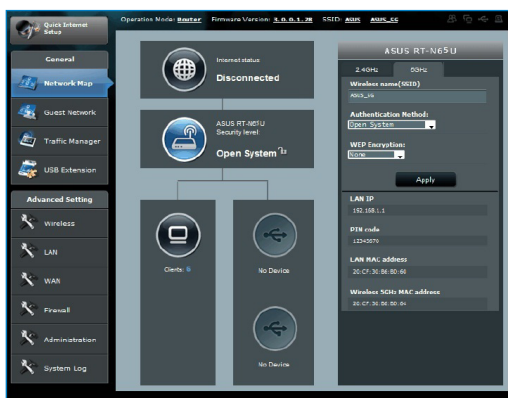 Quick Internet
Setup
Operation Mode: Router Firmware Version: 3.0.0.1.28 SSID: ASUS ASUS_5G
General
Network Map
Guest Network
Traffic Manager
USB Extension
Advanced Setting
Wireless
LAN
WAN
Firewall
Administration
System Log
Internet status
Disconnected
ASUS RT-N65U
Security level:
Open System
Clients:
No Device
No Device
ASUS RT-N65U
2.4GHz 5GHz
Wireless name(SSID)
ASUS_5G
Authentication Method:
Open System
WEP Encryption:
None
Apply
LAN IP
192.168.1.1
PIN code
12345670
LAN MAC address
Wireless 5GHz MAC address